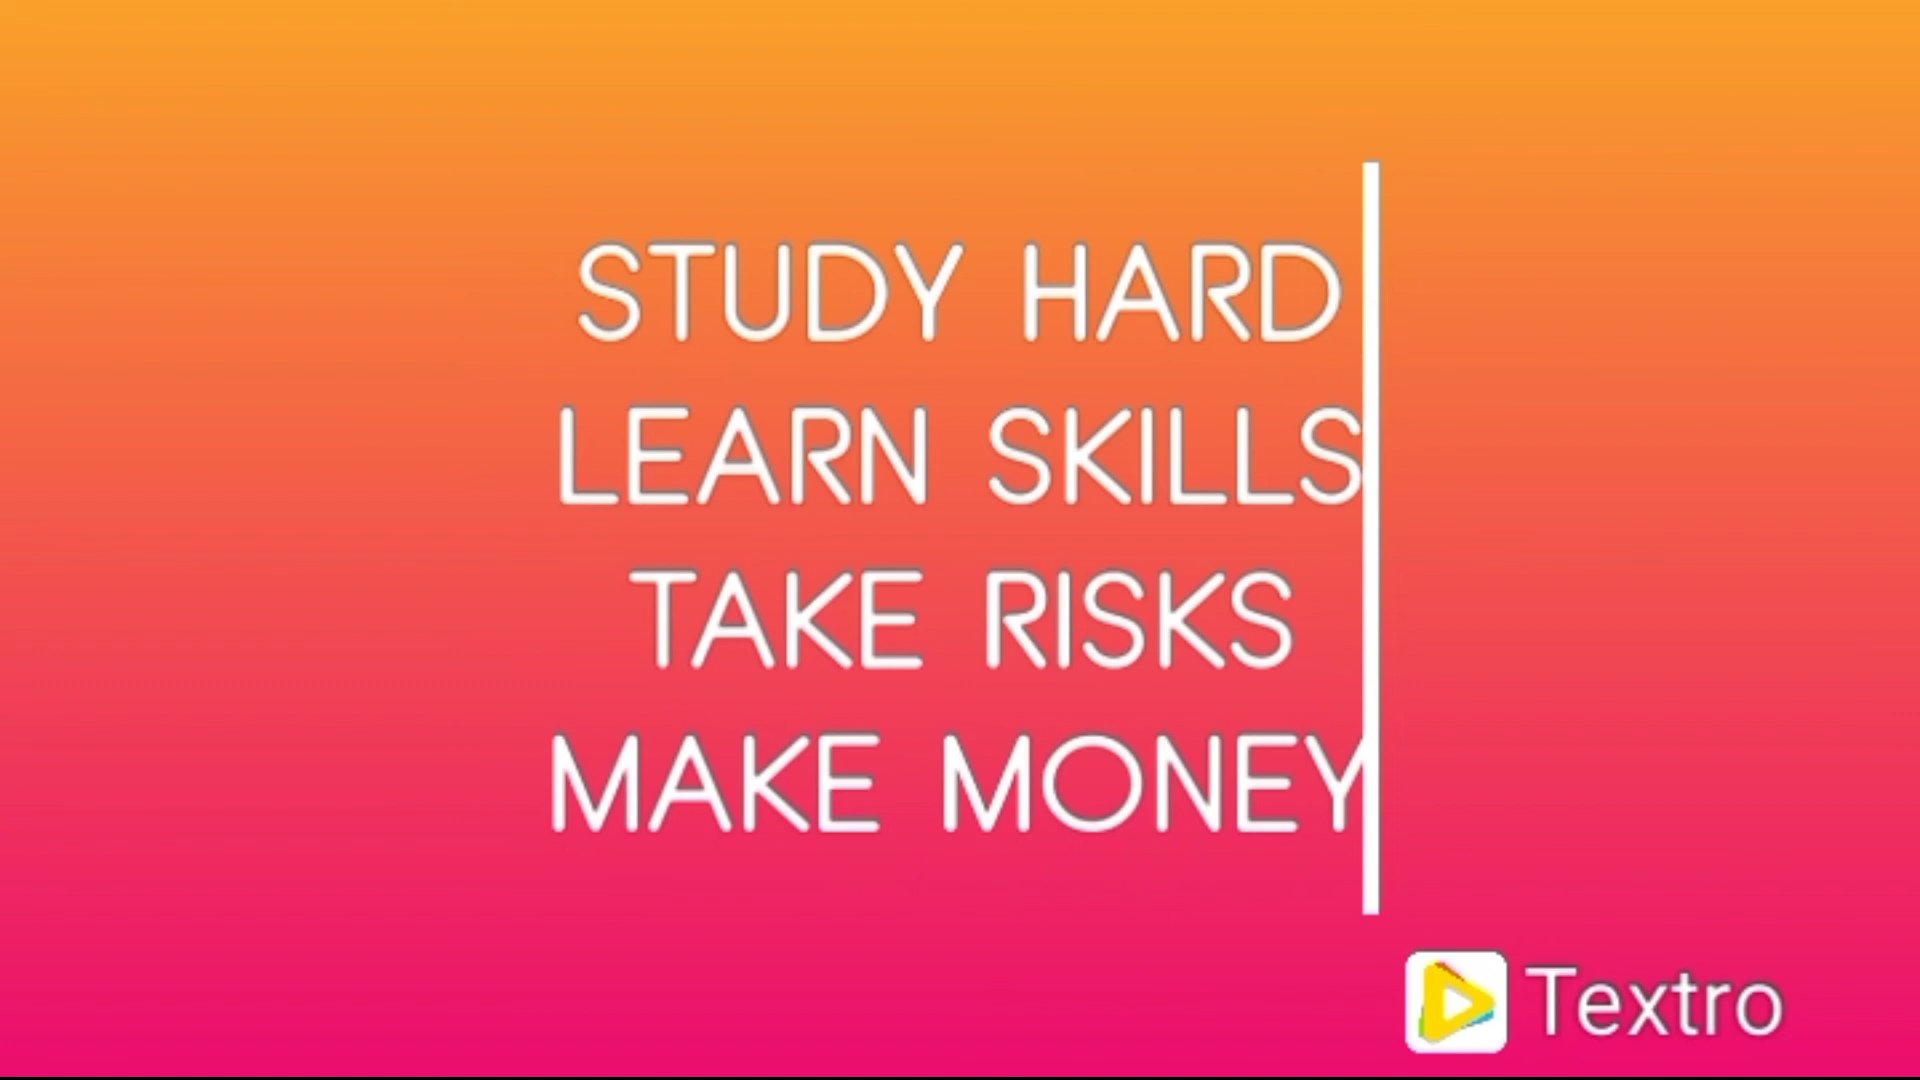 STUDY HARD
LEARN SKILLS
TAKE RISKS
MAKE MONEY
Textro